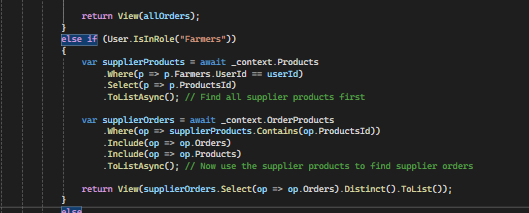 return View(allOrders);
}
else if (User.IsInRole("Farmers"))
{
var supplierProducts = await _context.Products
.Where(p => p.Farmers.UserId == userId)
.Select(p => p.ProductsId)
.ToListAsync(); // Find all supplier products first
var supplierOrders = await _context.OrderProducts
.Where(op => supplierProducts.Contains(op.ProductsId))
.Include(op => op.Orders)
.Include(op => op.Products)
.ToListAsync(); // Now use the supplier products to find supplier orders
return View(supplierOrders.Select(op => op.Orders).Distinct().ToList());
}
else